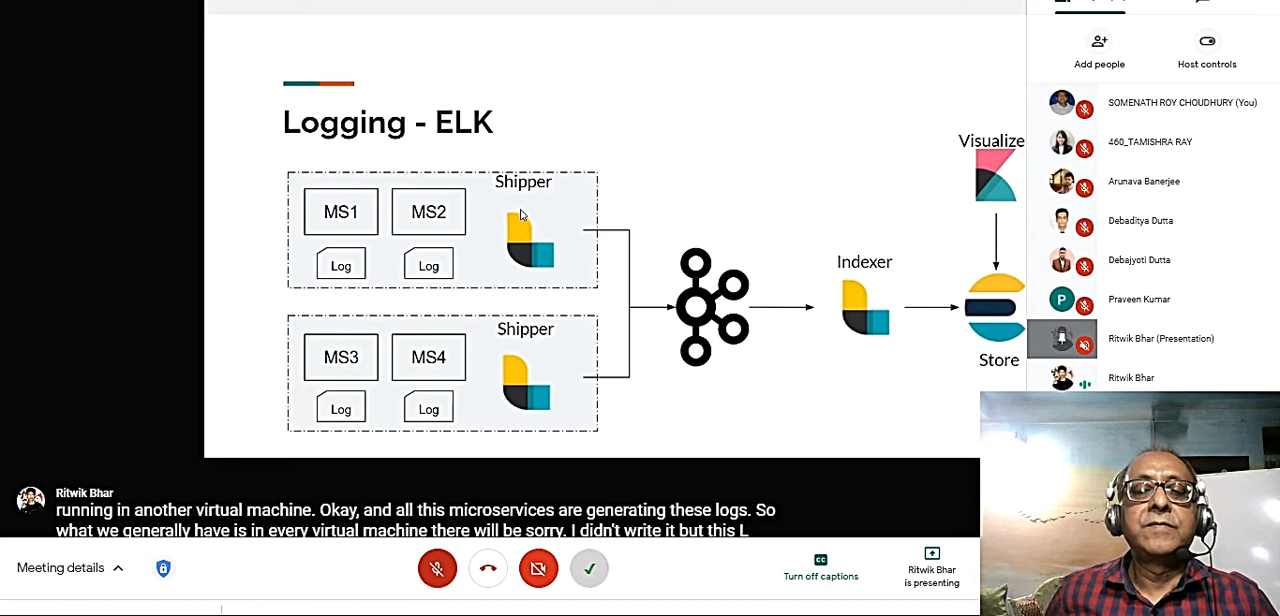 Logging - ELK
Shipper
MS1
MS2
Log
Log
Shipper
MS3
MS4
Log
Log
Indexer
Visualize
Store
Add people
Host controls
SOMENATH ROY CHOUDHURY (You)
460_TAMISHRA RAY
Arunava Banerjee
Debaditya Dutta
Debajyoti Dutta
P
Praveen Kumar
Ritwik Bhar (Presentation)
Ritwik Bhar
Ritwik Bhar
running in another virtual machine. Okay, and all this microservices are generating these logs. So
what we generally have is in every virtual machine there will be sorry. I didn't write it but this L
Meeting details
CC
Turn off captions
Ritwik Bhar
is presenting